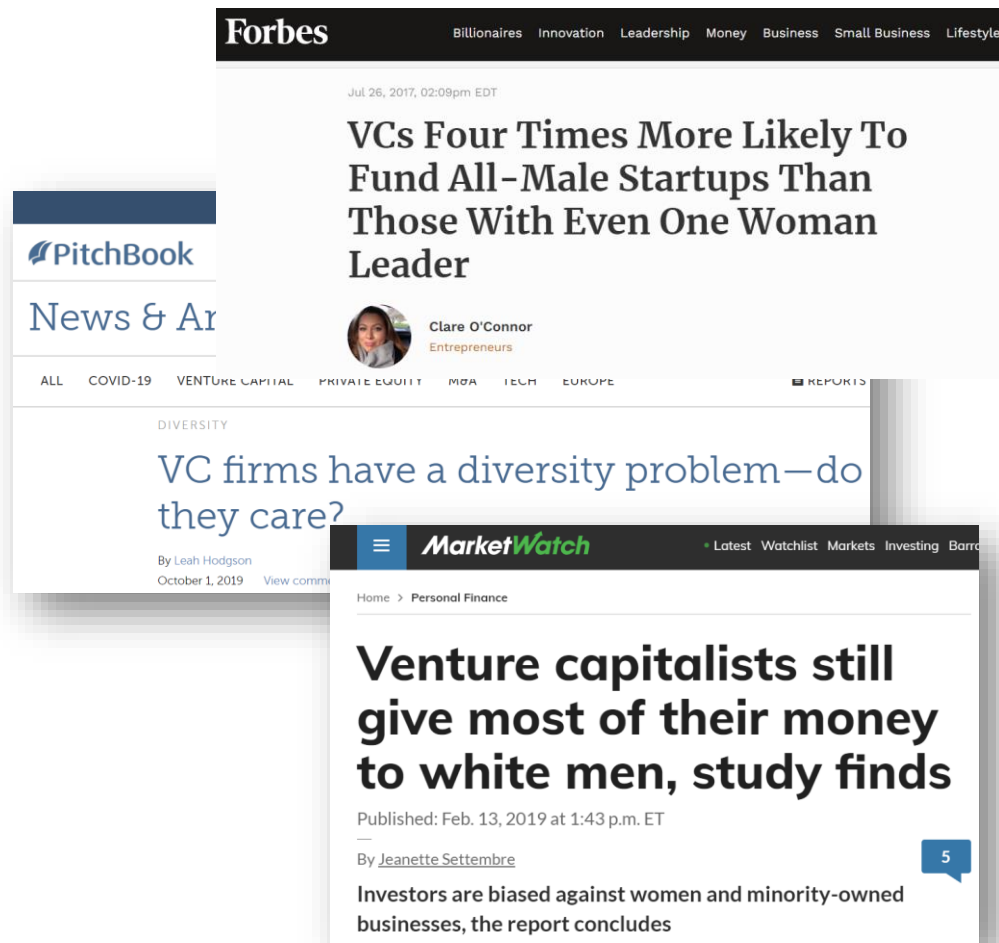 Forbes
Billionaires Innovation Leadership Money Business Small Business Lifestyle
Jul 26, 2017, 02:09pm EDT
VCs Four Times More Likely To
Fund All-Male Startups Than
Those With Even One Woman
Leader
Clare O'Connor
Entrepreneurs
PitchBook
News &
ALL COVID-19 VENTURE CAPITAL PRIVATE EQUITY M&A TECH EUROPE REPORTS
DIVERSITY
VC firms have a diversity problem—do
they care?
By Leah Hodgson
October 1, 2019 View
MarketWatch
• Latest Watchlist Markets Investing
Home > Personal Finance
Venture capitalists still
give most of their money
to white men, study finds
Published: Feb. 13, 2019 at 1:43 p.m. ET
By Jeanette Settembre
5
Investors are biased against women and minority-owned
businesses, the report concludes